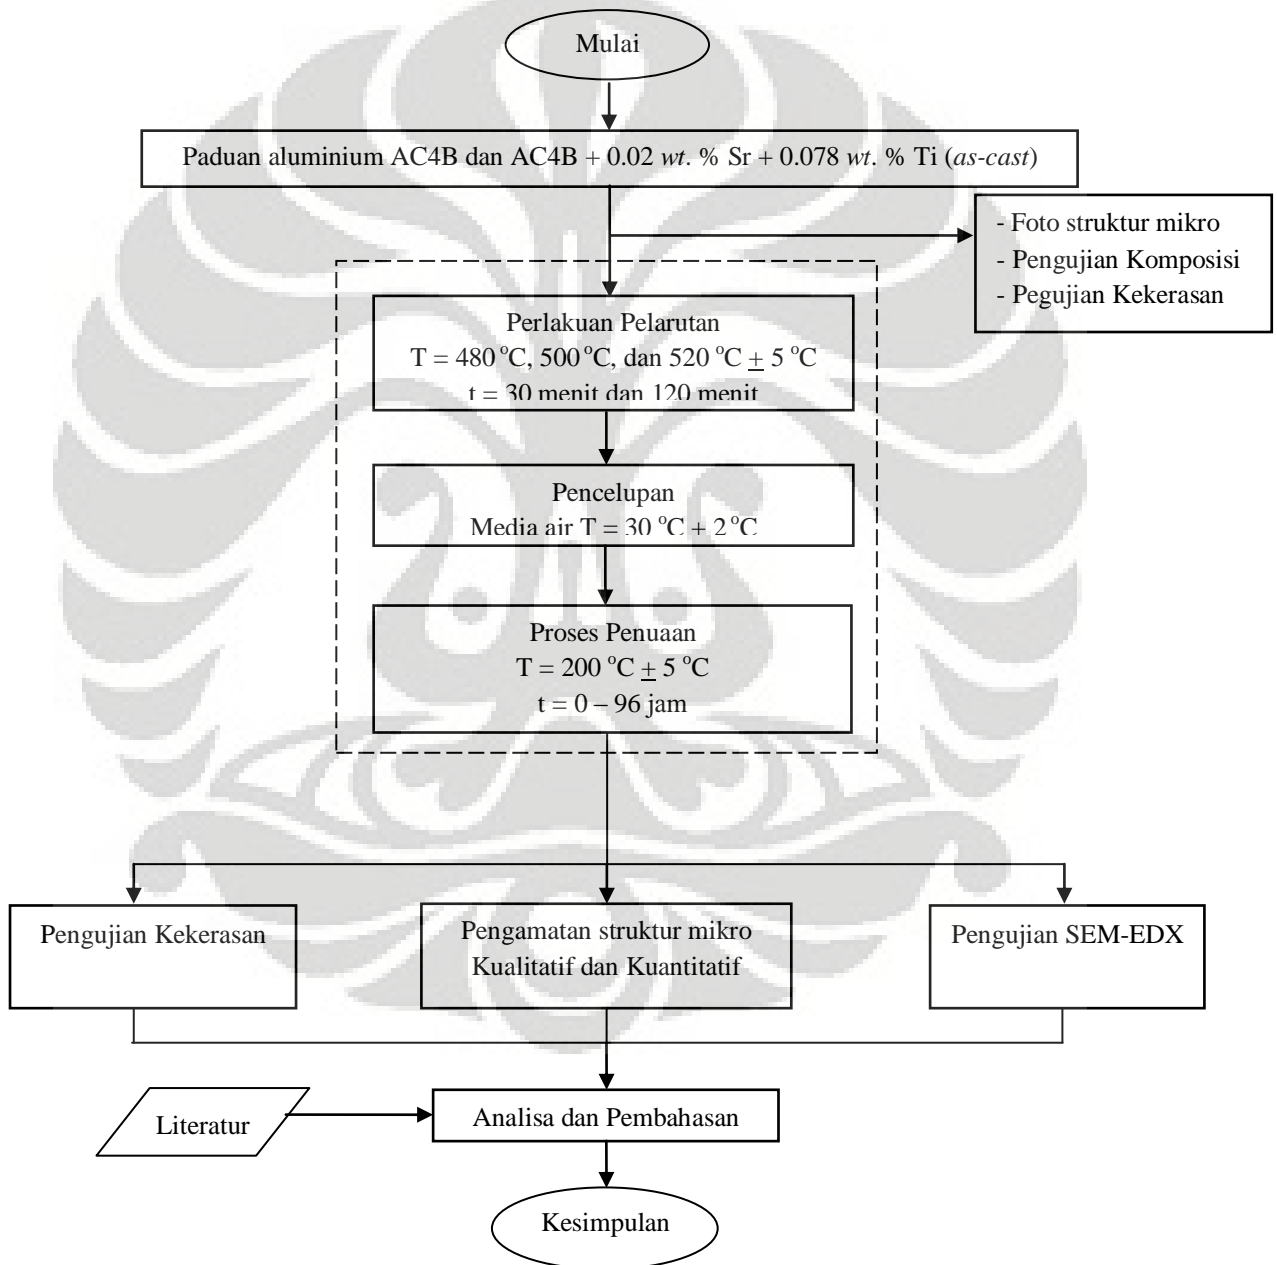 Mulai
Paduan aluminium AC4B dan AC4B + 0.02 wt. % Sr + 0.078 wt. % Ti (as-cast)
- Foto struktur mikro
- Pengujian Komposisi
- Pegujian Kekerasan
Perlakuan Pelarutan
T = 480 °C, 500 °C, dan 520 °C ± 5 °C
t = 30 menit dan 120 menit
Pencelupan
Media air T = 30 °C + 2 °C
Proses Penuaan
T = 200 °C ± 5 °C
t = 0 – 96 jam
Pengujian Kekerasan
Pengamatan struktur mikro
Kualitatif dan Kuantitatif
Pengujian SEM-EDX
Literatur
Analisa dan Pembahasan
Kesimpulan